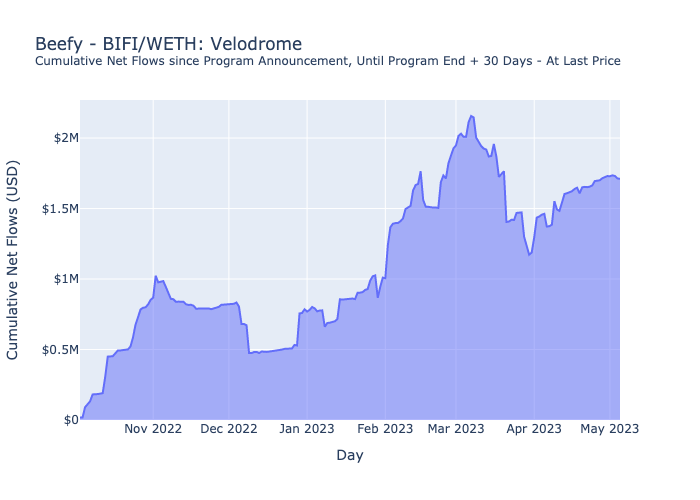 Beefy - BIFI/WETH: Velodrome
Cumulative Net Flows since Program Announcement, Until Program End + 30 Days - At Last Price
Cumulative Net Flows (USD)
$2M
$1.5M
$1M
$0.5M
$0
Nov 2022 Dec 2022 Jan 2023 Feb 2023 Mar 2023 Apr 2023 May 2023
Day